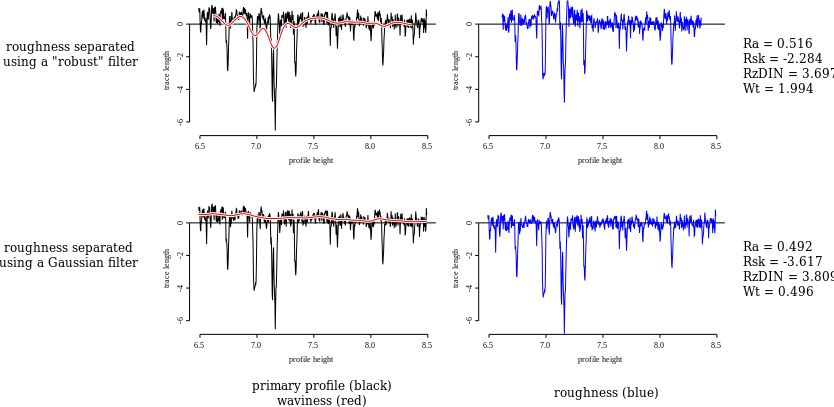 roughness separated
using a "robust" filter
trace length
0
-2
-4
-6
6.5 7.0 7.5 8.0 8.5
profile height
trace length
0
-2
-4
-6
6.5 7.0 7.5 8.0 8.5
profile height
Ra = 0.516
Rsk = -2.284
RzDIN = 3.697
Wt = 1.994
roughness separated
using a Gaussian filter
trace length
0
-2
-4
-6
6.5 7.0 7.5 8.0 8.5
profile height
trace length
0
-2
-4
-6
6.5 7.0 7.5 8.0 8.5
profile height
Ra = 0.492
Rsk = -3.617
RzDIN = 3.809
Wt = 0.496
primary profile (black)
waviness (red)
roughness (blue)